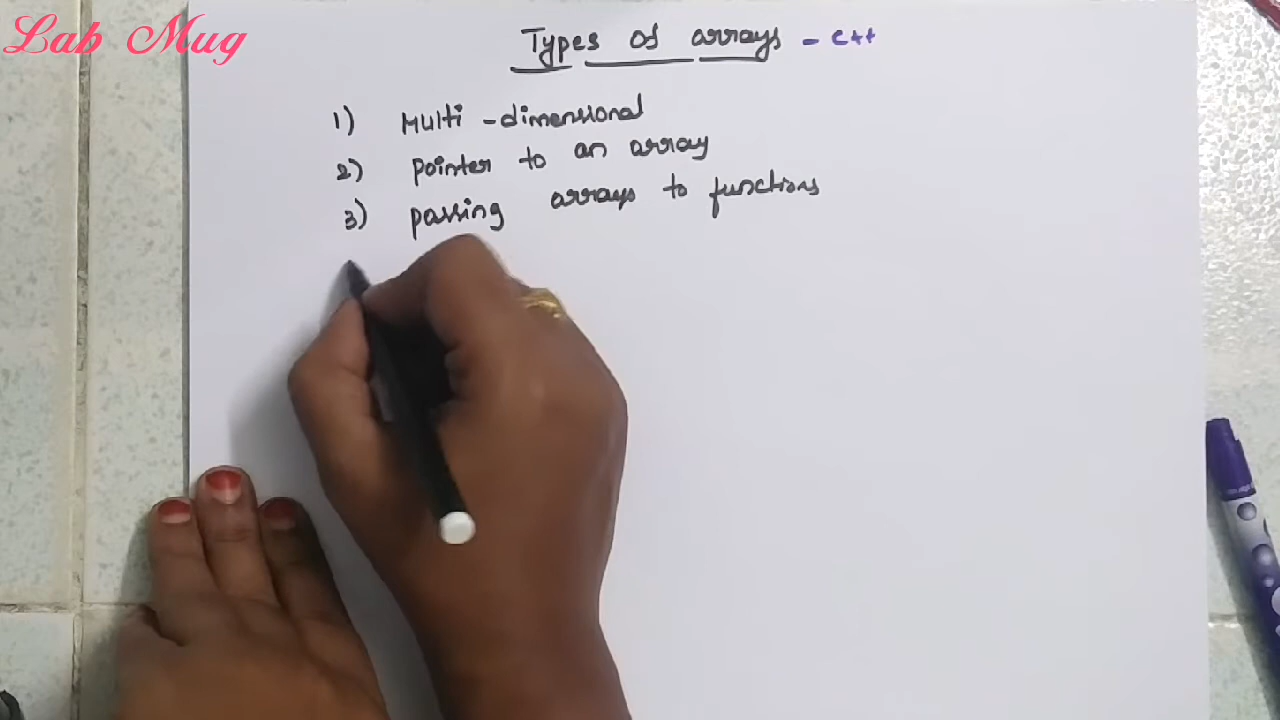 Lab Mug
Types of arrays - C++
1) Multi-dimensional
2) pointer to an array
3) passing arrays to functions